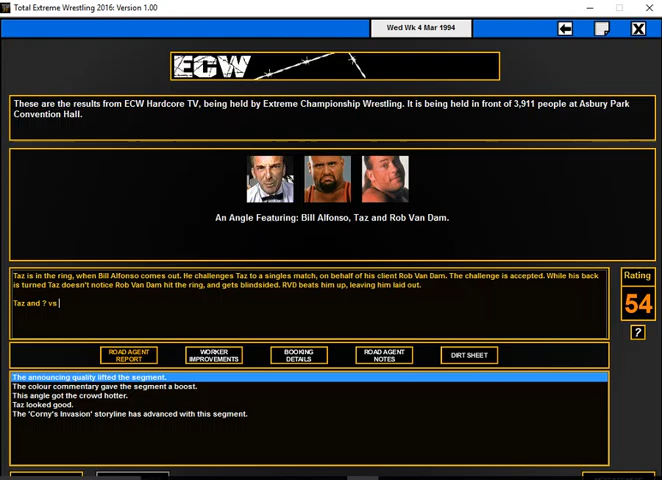 Total Extreme Wrestling 2016: Version 1.00
Wed Wk 4 Mar 1994
ECW
These are the results from ECW Hardcore TV, being held by Extreme Championship Wrestling. It is being held in front of 3,911 people at Asbury Park
Convention Hall.
An Angle Featuring: Bill Alfonso, Taz and Rob Van Dam.
Taz is in the ring, when Bill Alfonso comes out. He challenges Taz to a singles match, on behalf of his client Rob Van Dam. The challenge is accepted. While his back
is turned Taz doesn't notice Rob Van Dam hit the ring, and gets blindsided. RVD beats him up, leaving him laid out.
Taz and ? vs
Rating
54
?
ROAD AGENT
REPORT
WORKER
IMPROVEMENTS
BOOKING
DETAILS
ROAD AGENT
NOTES
DIRT SHEET
The announcing quality lifted the segment.
The colour commentary gave the segment a boost.
This angle got the crowd hotter.
Taz looked good.
The 'Corny's Invasion' storyline has advanced with this segment.